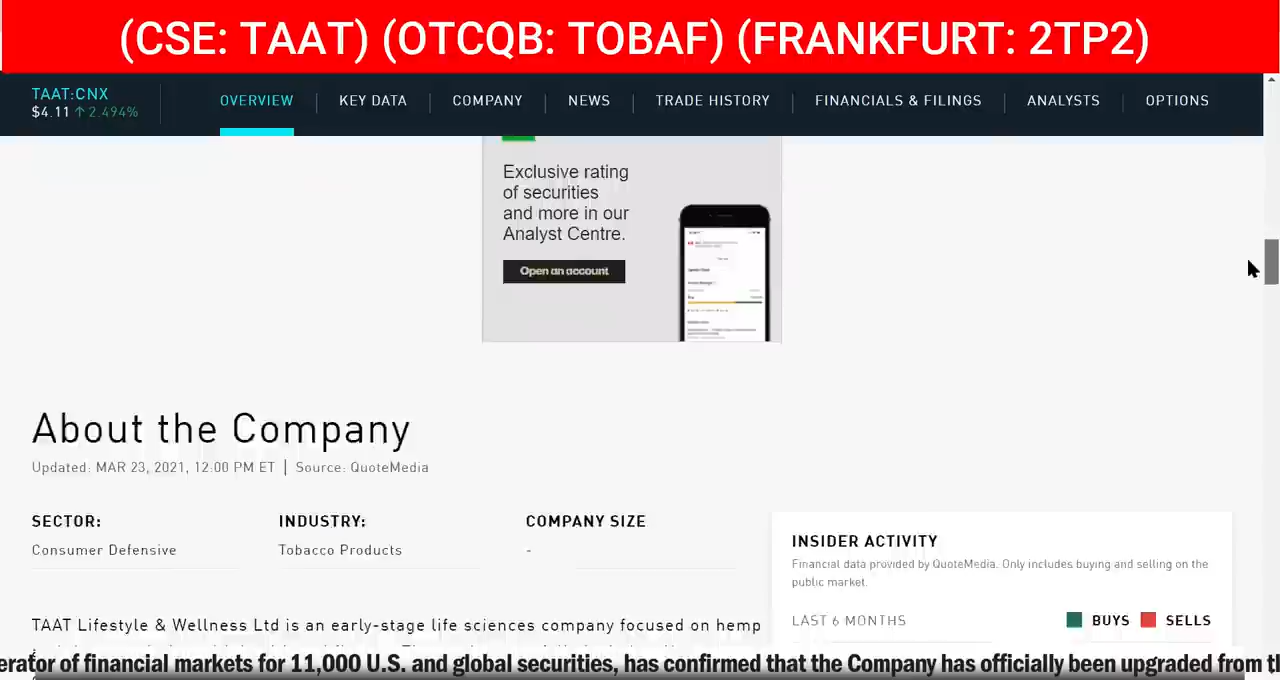 (CSE: TAAT) (OTCQB: TOBAF) (FRANKFURT: 2TP2)
TAAT:CNX
$4.11 ↑ 2.494%
OVERVIEW
KEY DATA
COMPANY
NEWS
TRADE HISTORY
FINANCIALS & FILINGS
ANALYSTS
OPTIONS
Exclusive rating
of securities
and more in our
Analyst Centre.
Open an account
About the Company
Updated: MAR 23, 2021, 12:00 PM ET | Source: QuoteMedia
SECTOR:
Consumer Defensive
INDUSTRY:
Tobacco Products
COMPANY SIZE
-
INSIDER ACTIVITY
Financial data provided by QuoteMedia. Only includes buying and selling on the
public market.
LAST 6 MONTHS
BUYS
SELLS
TAAT Lifestyle & Wellness Ltd is an early-stage life sciences company focused on hemp
erator of financial markets for 11,000 U.S. and global securities, has confirmed that the Company has officially been upgraded from th